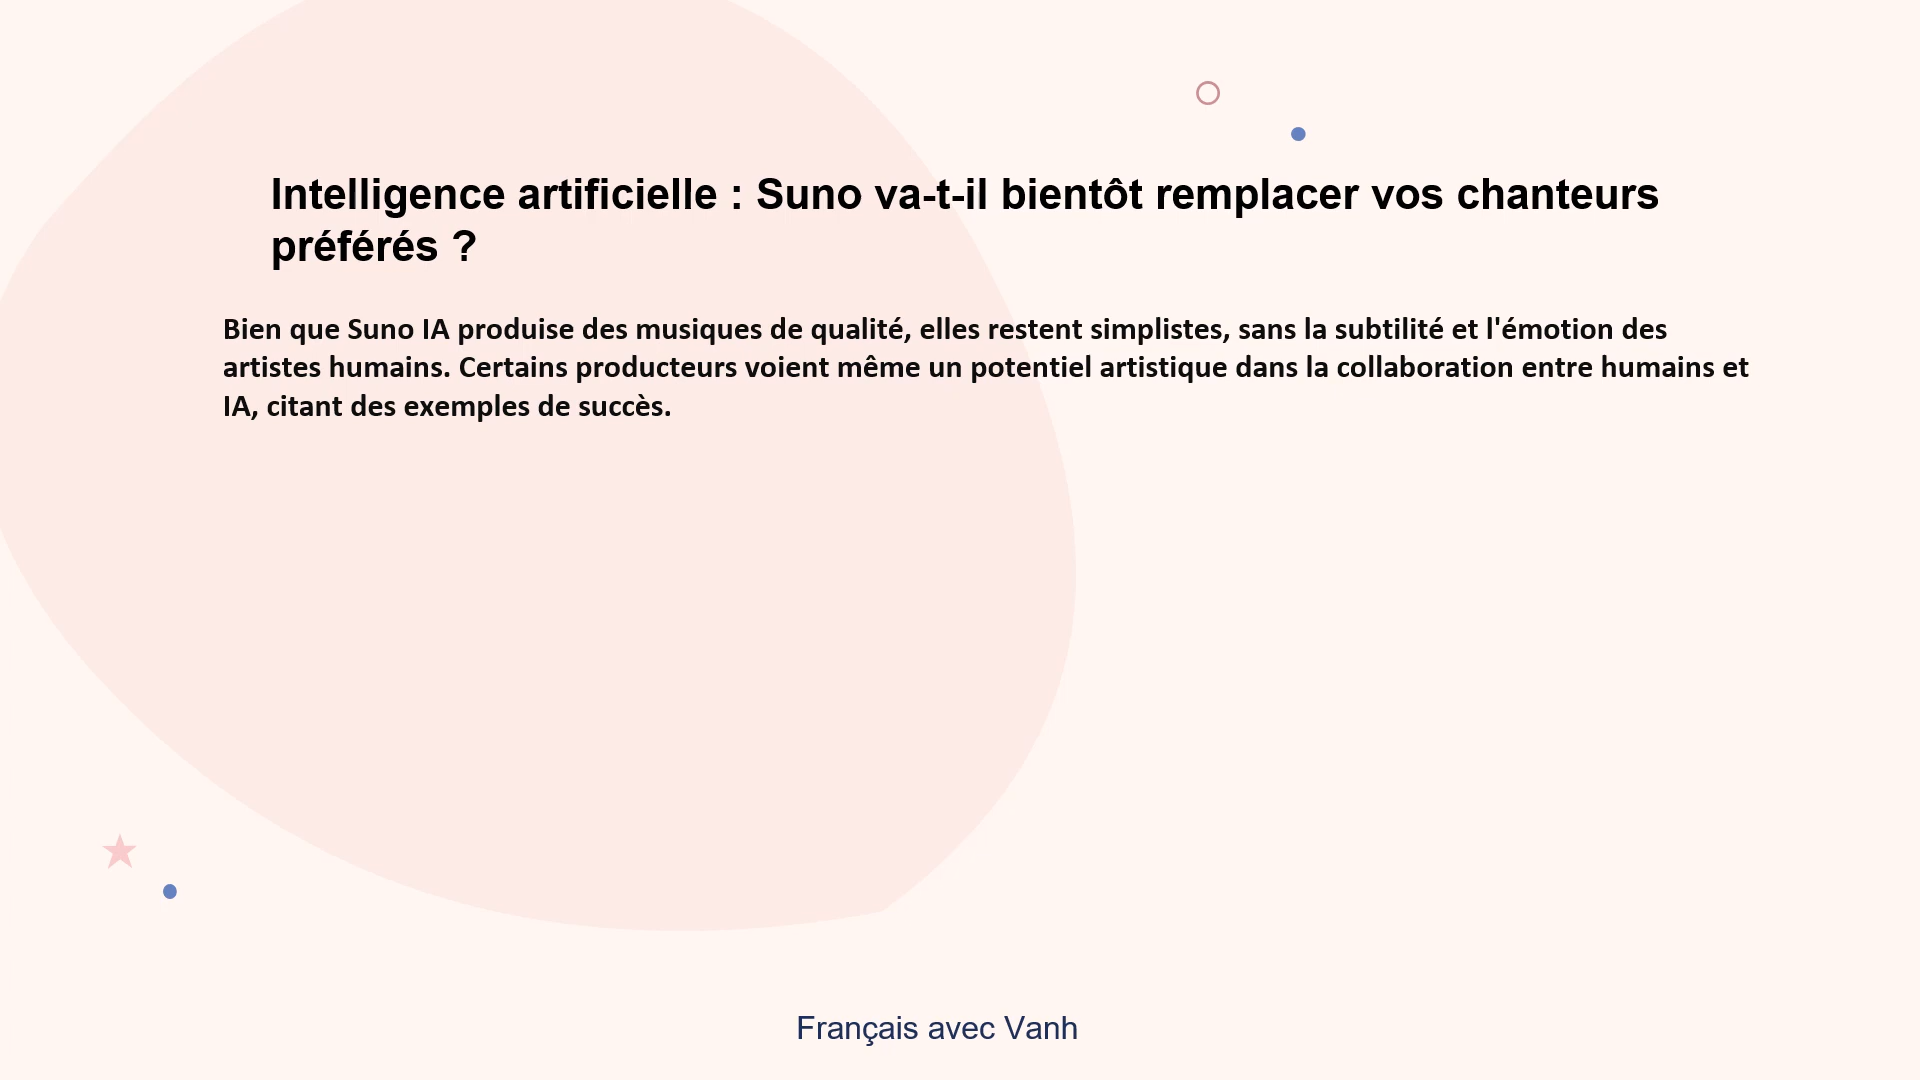 Intelligence artificielle : Suno va-t-il bientôt remplacer vos chanteurs
préférés ?
Bien que Suno IA produise des musiques de qualité, elles restent simplistes, sans la subtilité et l'émotion des
artistes humains. Certains producteurs voient même un potentiel artistique dans la collaboration entre humains et
IA, citant des exemples de succès.
Français avec Vanh